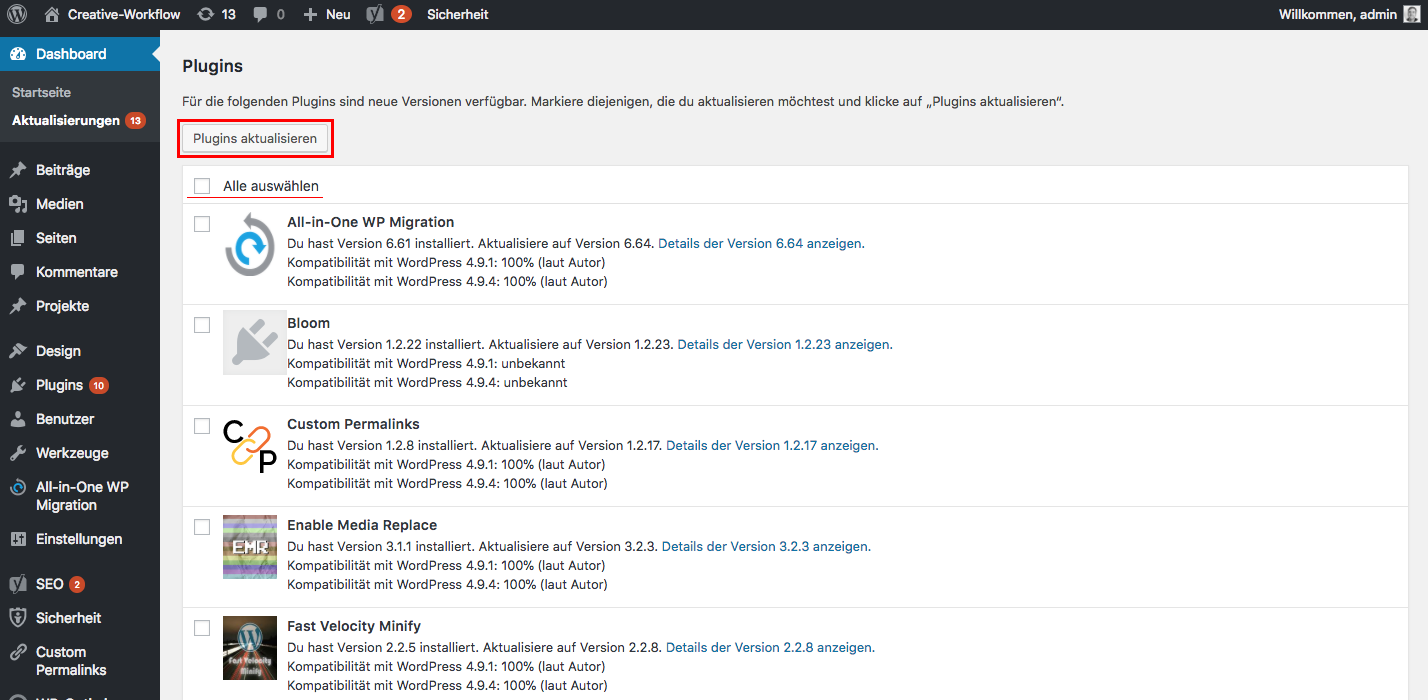 Creative-Workflow 13 0 Neu 2 Sicherheit Willkommen, admin
Dashboard
Startseite
Aktualisierungen 13
Beiträge
Medien
Seiten
Kommentare
Projekte
Design
Plugins 10
Benutzer
Werkzeuge
All-in-One WP
Migration
Einstellungen
SEO 2
Sicherheit
Custom
Permalinks
Plugins
Für die folgenden Plugins sind neue Versionen verfügbar. Markiere diejenigen, die du aktualisieren möchtest und klicke auf „Plugins aktualisieren“.
Plugins aktualisieren
Alle auswählen
All-in-One WP Migration
Du hast Version 6.61 installiert. Aktualisiere auf Version 6.64. Details der Version 6.64 anzeigen.
Kompatibilität mit WordPress 4.9.1: 100% (laut Autor)
Kompatibilität mit WordPress 4.9.4: 100% (laut Autor)
Bloom
Du hast Version 1.2.22 installiert. Aktualisiere auf Version 1.2.23. Details der Version 1.2.23 anzeigen.
Kompatibilität mit WordPress 4.9.1: unbekannt
Kompatibilität mit WordPress 4.9.4: unbekannt
C P
Custom Permalinks
Du hast Version 1.2.8 installiert. Aktualisiere auf Version 1.2.17. Details der Version 1.2.17 anzeigen.
Kompatibilität mit WordPress 4.9.1: 100% (laut Autor)
Kompatibilität mit WordPress 4.9.4: 100% (laut Autor)
EMR
Enable Media Replace
Du hast Version 3.1.1 installiert. Aktualisiere auf Version 3.2.3. Details der Version 3.2.3 anzeigen.
Kompatibilität mit WordPress 4.9.1: 100% (laut Autor)
Kompatibilität mit WordPress 4.9.4: 100% (laut Autor)
Fast Velocity
Minify
Fast Velocity Minify
Du hast Version 2.2.5 installiert. Aktualisiere auf Version 2.2.8. Details der Version 2.2.8 anzeigen.
Kompatibilität mit WordPress 4.9.1: 100% (laut Autor)
Kompatibilität mit WordPress 4.9.4: 100% (laut Autor)